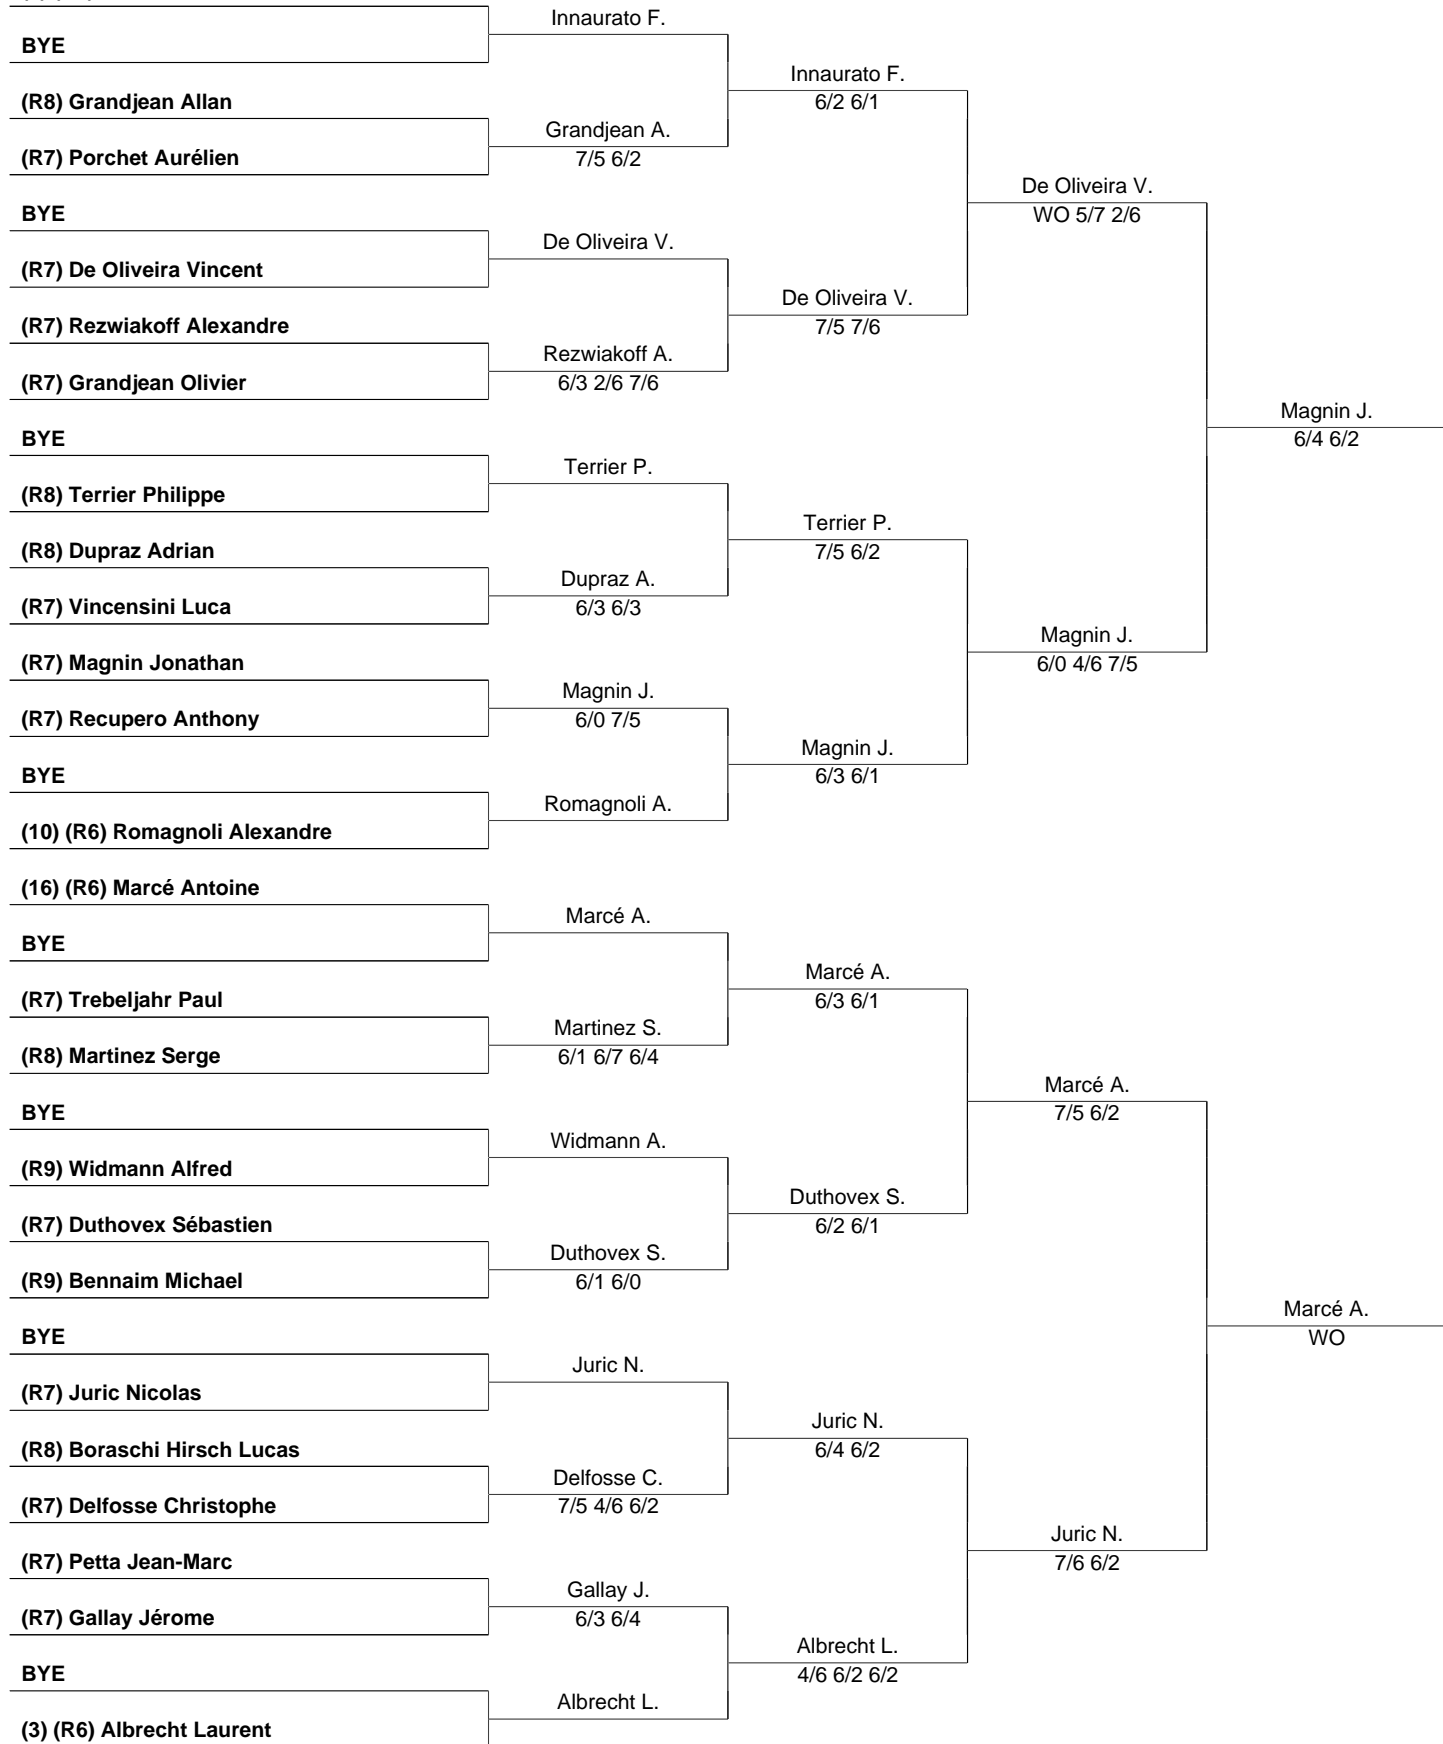 Innaurato F.
BYE
Innaurato F.
(R8) Grandjean Allan
6/2 6/1
Grandjean A.
(R7) Porchet Aurélien
7/5 6/2
De Oliveira V.
BYE
WO 5/7 2/6
De Oliveira V.
(R7) De Oliveira Vincent
De Oliveira V.
(R7) Rezwiakoff Alexandre
7/5 7/6
Rezwiakoff A.
(R7) Grandjean Olivier
6/3 2/6 7/6
Magnin J.
BYE
6/4 6/2
Terrier P.
(R8) Terrier Philippe
Terrier P.
(R8) Dupraz Adrian
7/5 6/2
Dupraz A.
(R7) Vincensini Luca
6/3 6/3
Magnin J.
(R7) Magnin Jonathan
6/0 4/6 7/5
Magnin J.
(R7) Recupero Anthony
6/0 7/5
Magnin J.
BYE
6/3 6/1
Romagnoli A.
(10) (R6) Romagnoli Alexandre
(16) (R6) Marcé Antoine
Marcé A.
BYE
Marcé A.
(R7) Trebeljahr Paul
6/3 6/1
Martinez S.
(R8) Martinez Serge
6/1 6/7 6/4
Marcé A.
BYE
7/5 6/2
Widmann A.
(R9) Widmann Alfred
Duthovex S.
(R7) Duthovex Sébastien
6/2 6/1
Duthovex S.
(R9) Bennaim Michael
6/1 6/0
Marcé A.
BYE
WO
Juric N.
(R7) Juric Nicolas
Juric N.
(R8) Boraschi Hirsch Lucas
6/4 6/2
Delfosse C.
(R7) Delfosse Christophe
7/5 4/6 6/2
Juric N.
(R7) Petta Jean-Marc
7/6 6/2
Gallay J.
(R7) Gallay Jérome
6/3 6/4
Albrecht L.
BYE
4/6 6/2 6/2
Albrecht L.
(3) (R6) Albrecht Laurent